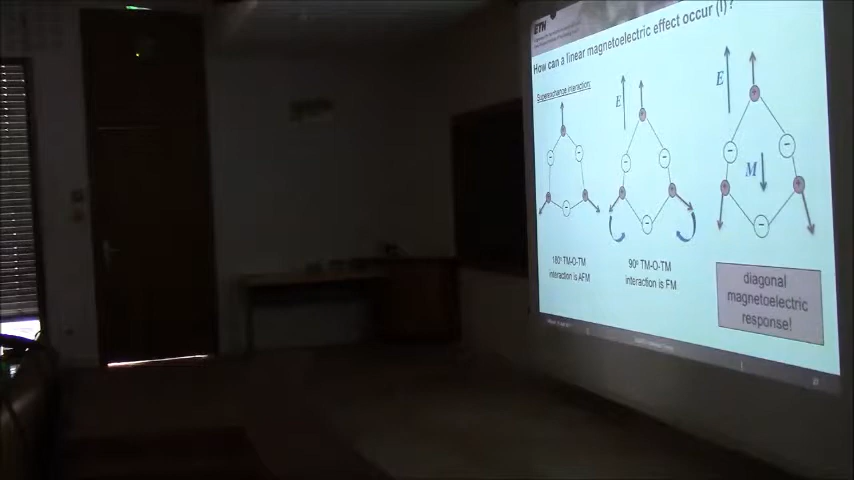 ETH
How can a linear magnetoelectric effect occur (I)?
Superexchange interaction:
E
E
M
180° TM-O-TM
interaction is AFM
90° TM-O-TM
interaction is FM
diagonal
magnetoelectric
response!